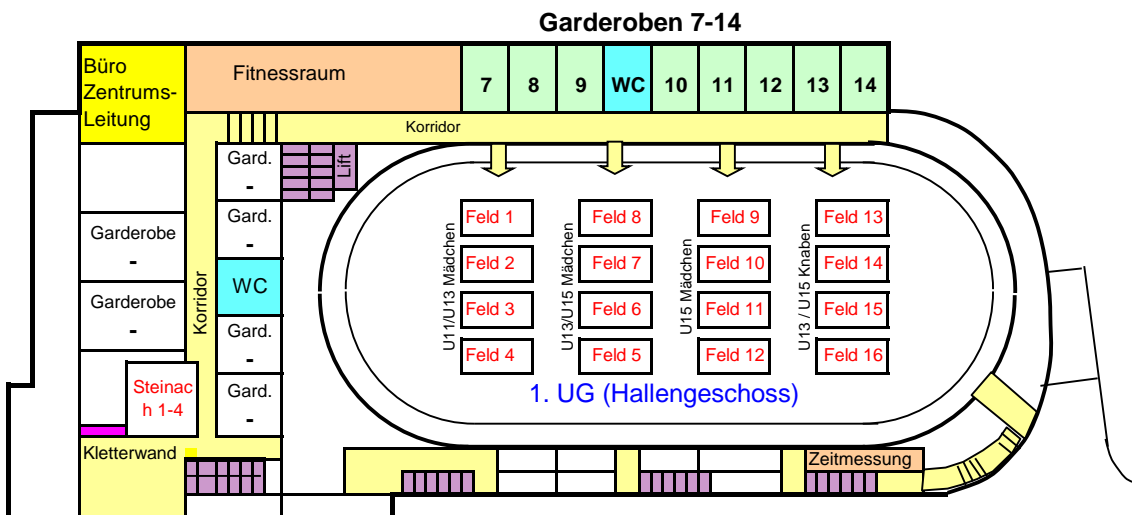 Garderoben 7-14
Büro
Zentrums-
Leitung
Fitnessraum
7
8
9
WC
10
11
12
13
14
Korridor
Gard.
-
Lift
Gard.
-
Garderobe
-
WC
Garderobe
-
Korridor
Gard.
-
Steinac
h 1-4
Gard.
-
Kletterwand
U11/U13 Mädchen
Feld 1
Feld 2
Feld 3
Feld 4
U13/U15 Mädchen
Feld 8
Feld 7
Feld 6
Feld 5
U15 Mädchen
Feld 9
Feld 10
Feld 11
Feld 12
U13 / U15 Knaben
Feld 13
Feld 14
Feld 15
Feld 16
1. UG (Hallengeschoss)
Zeitmessung